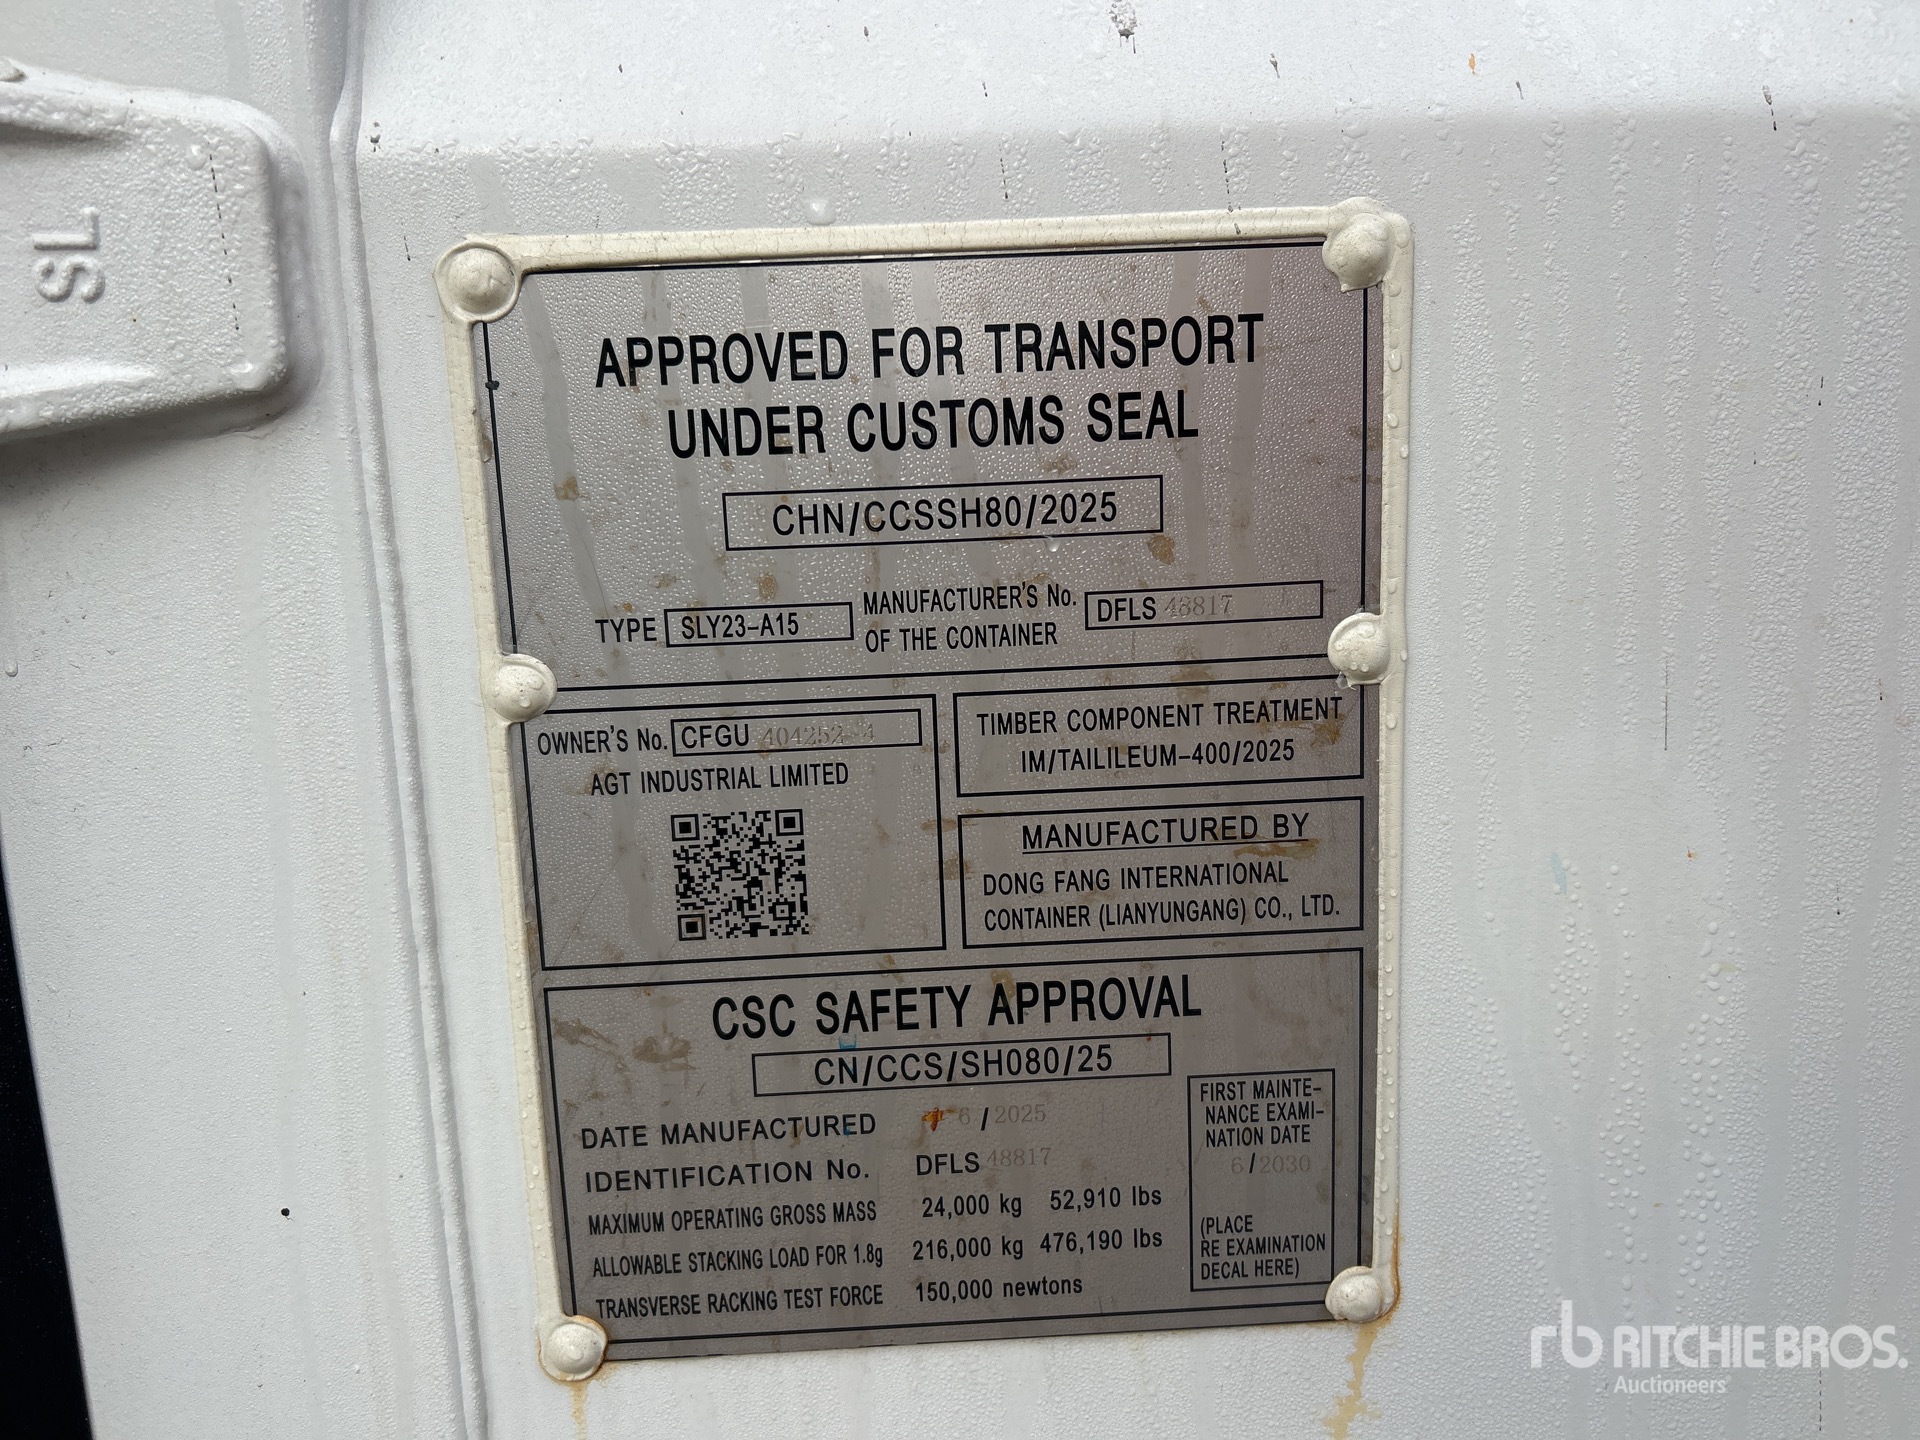 SL
APPROVED FOR TRANSPORT
UNDER CUSTOMS SEAL
CHN/CCSSH80/2025
TYPE SLY23-A15
MANUFACTURER'S No.
OF THE CONTAINER
DFLS 48817
OWNER'S No. CFGU 404252 4
AGT INDUSTRIAL LIMITED
TIMBER COMPONENT TREATMENT
IM/TAILILEUM-400/2025
MANUFACTURED BY
DONG FANG INTERNATIONAL
CONTAINER (LIANYUNGANG) CO., LTD.
CSC SAFETY APPROVAL
CN/CCS/SH080/25
DATE MANUFACTURED 6 / 2025
IDENTIFICATION No. DFLS 48817
MAXIMUM OPERATING GROSS MASS 24,000 kg 52,910 lbs
ALLOWABLE STACKING LOAD FOR 1.8g 216,000 kg 476,190 lbs
TRANSVERSE RACKING TEST FORCE 150,000 newtons
FIRST MAINTE-
NANCE EXAMI-
NATION DATE
6/2030
(PLACE
RE EXAMINATION
DECAL HERE)
rb RITCHIE BROS.
Auctioneers